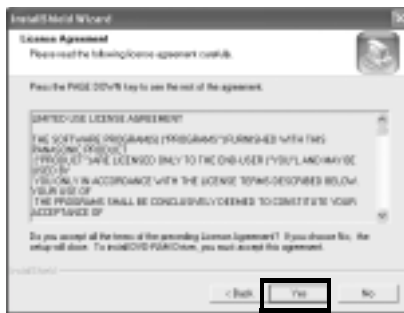 InstallShield Wizard
License Agreement
Please read the following license agreement carefully.
Press the PAGE DOWN key to see the rest of the agreement.
LIMITED USE LICENSE AGREEMENT
THE SOFTWARE PROGRAM(S) ("PROGRAMS") FURNISHED WITH THIS
PANASONIC PRODUCT
("PRODUCT") ARE LICENSED ONLY TO THE END-USER ("YOU"), AND MAY BE
USED BY
YOU ONLY IN ACCORDANCE WITH THE LICENSE TERMS DESCRIBED BELOW.
YOUR USE OF
THE PROGRAMS SHALL BE CONCLUSIVELY DEEMED TO CONSTITUTE YOUR
ACCEPTANCE OF
Do you accept all the terms of the preceding License Agreement? If you choose No, the
setup will close. To install DVD-RAM Driver, you must accept this agreement.
InstallShield
< Back
Yes
No